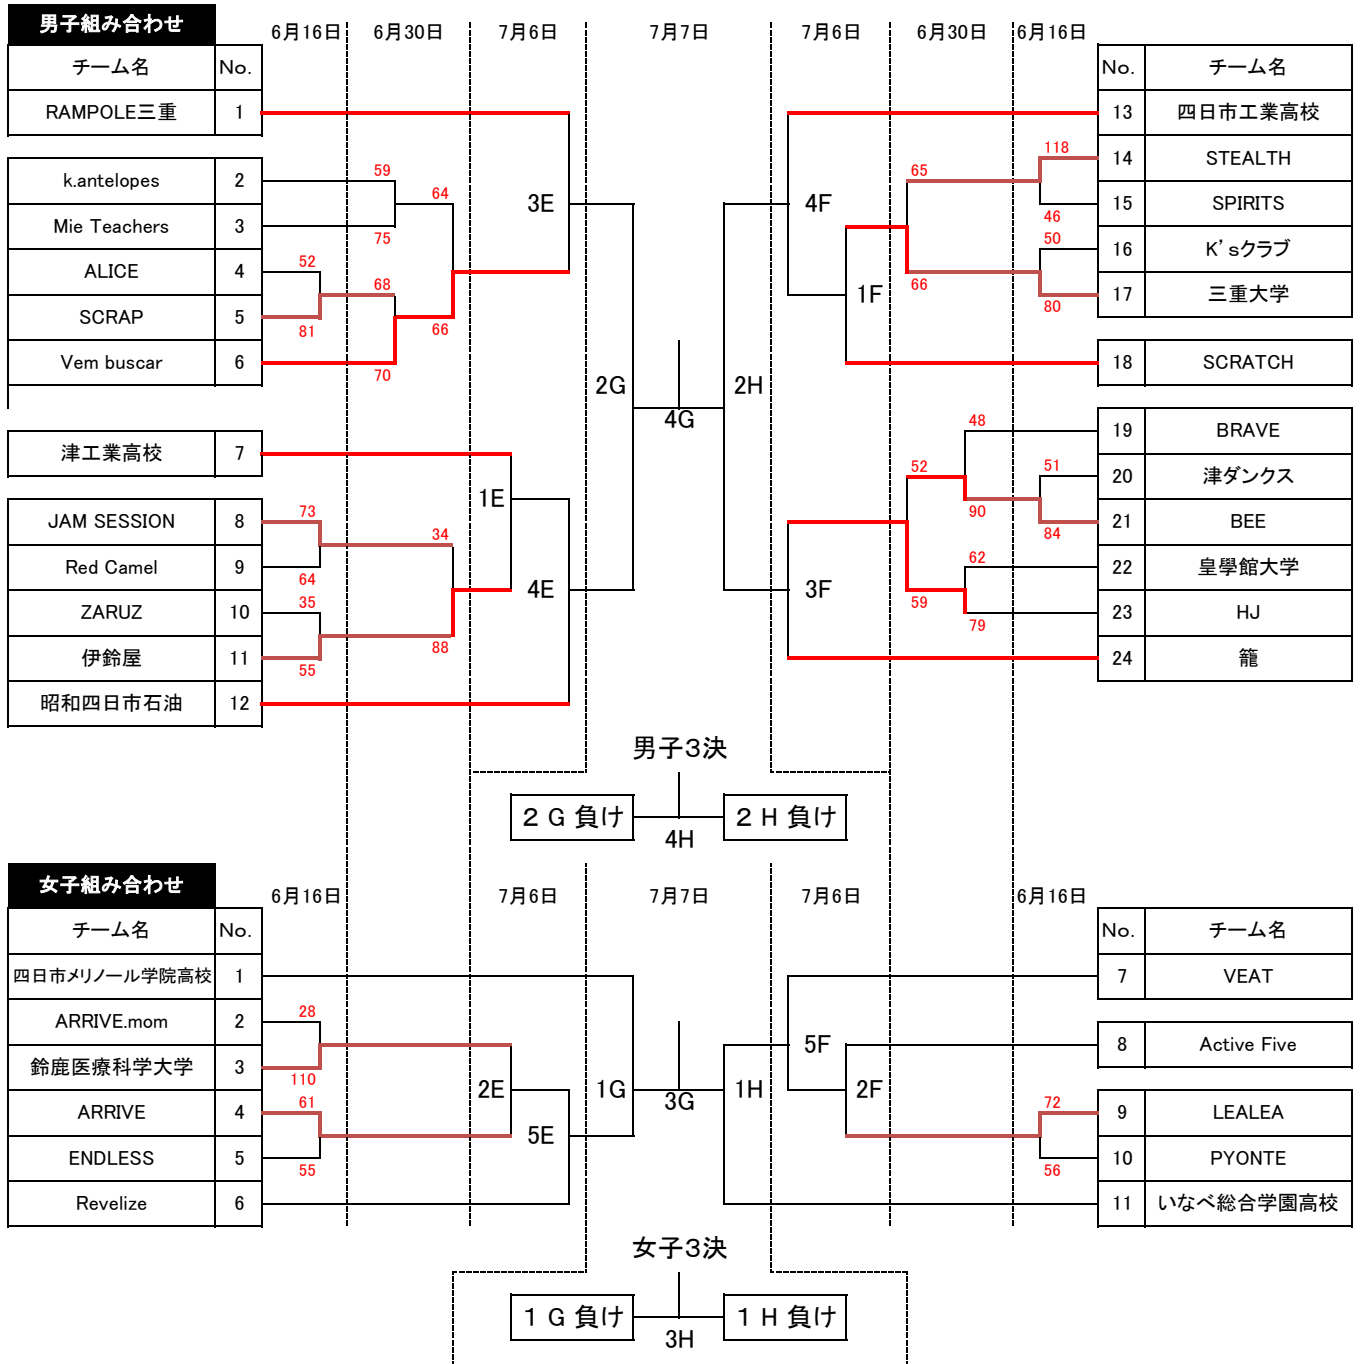 男子組み合わせ
6月16日 6月30日 7月6日 7月7日 7月6日 6月30日 6月16日
チーム名 No. No. チーム名
RAMPOLE三重 1 13 四日市工業高校
118
k.antelopes 2 59 65 14 STEALTH
64
3E 4F 15 SPIRITS
46
Mie Teachers 3 75 50
16 K'sクラブ
ALICE 4 52
68 66 1F 17 三重大学
80
SCRAP 5 81 66
Vem buscar 6 70 18 SCRATCH
2G 2H
4G
48 19 BRAVE
津工業高校 7 52 51
20 津ダンクス
1E 90
JAM SESSION 8 73 34 21 BEE
84
Red Camel 9 64 62 22 皇學館大学
4E 3F
ZARUZ 10 35 59 23 HJ
79
伊鈴屋 11 55 88 24 籠
昭和四日市石油 12
男子3決
2G負け 2H負け
4H
女子組み合わせ
6月16日 7月6日 7月7日 7月6日 6月16日
チーム名 No. No. チーム名
四日市メリノール学院高校 1 7 VEAT
ARRIVE.mom 2 28
5F 8 Active Five
鈴鹿医療科学大学 3 110
2E 1G 3G 1H 2F
ARRIVE 4 61 72 9 LEALEA
5E
ENDLESS 5 55 56 10 PYONTE
Revelize 6 11 いなべ総合学園高校
女子3決
1G負け 1H負け
3H